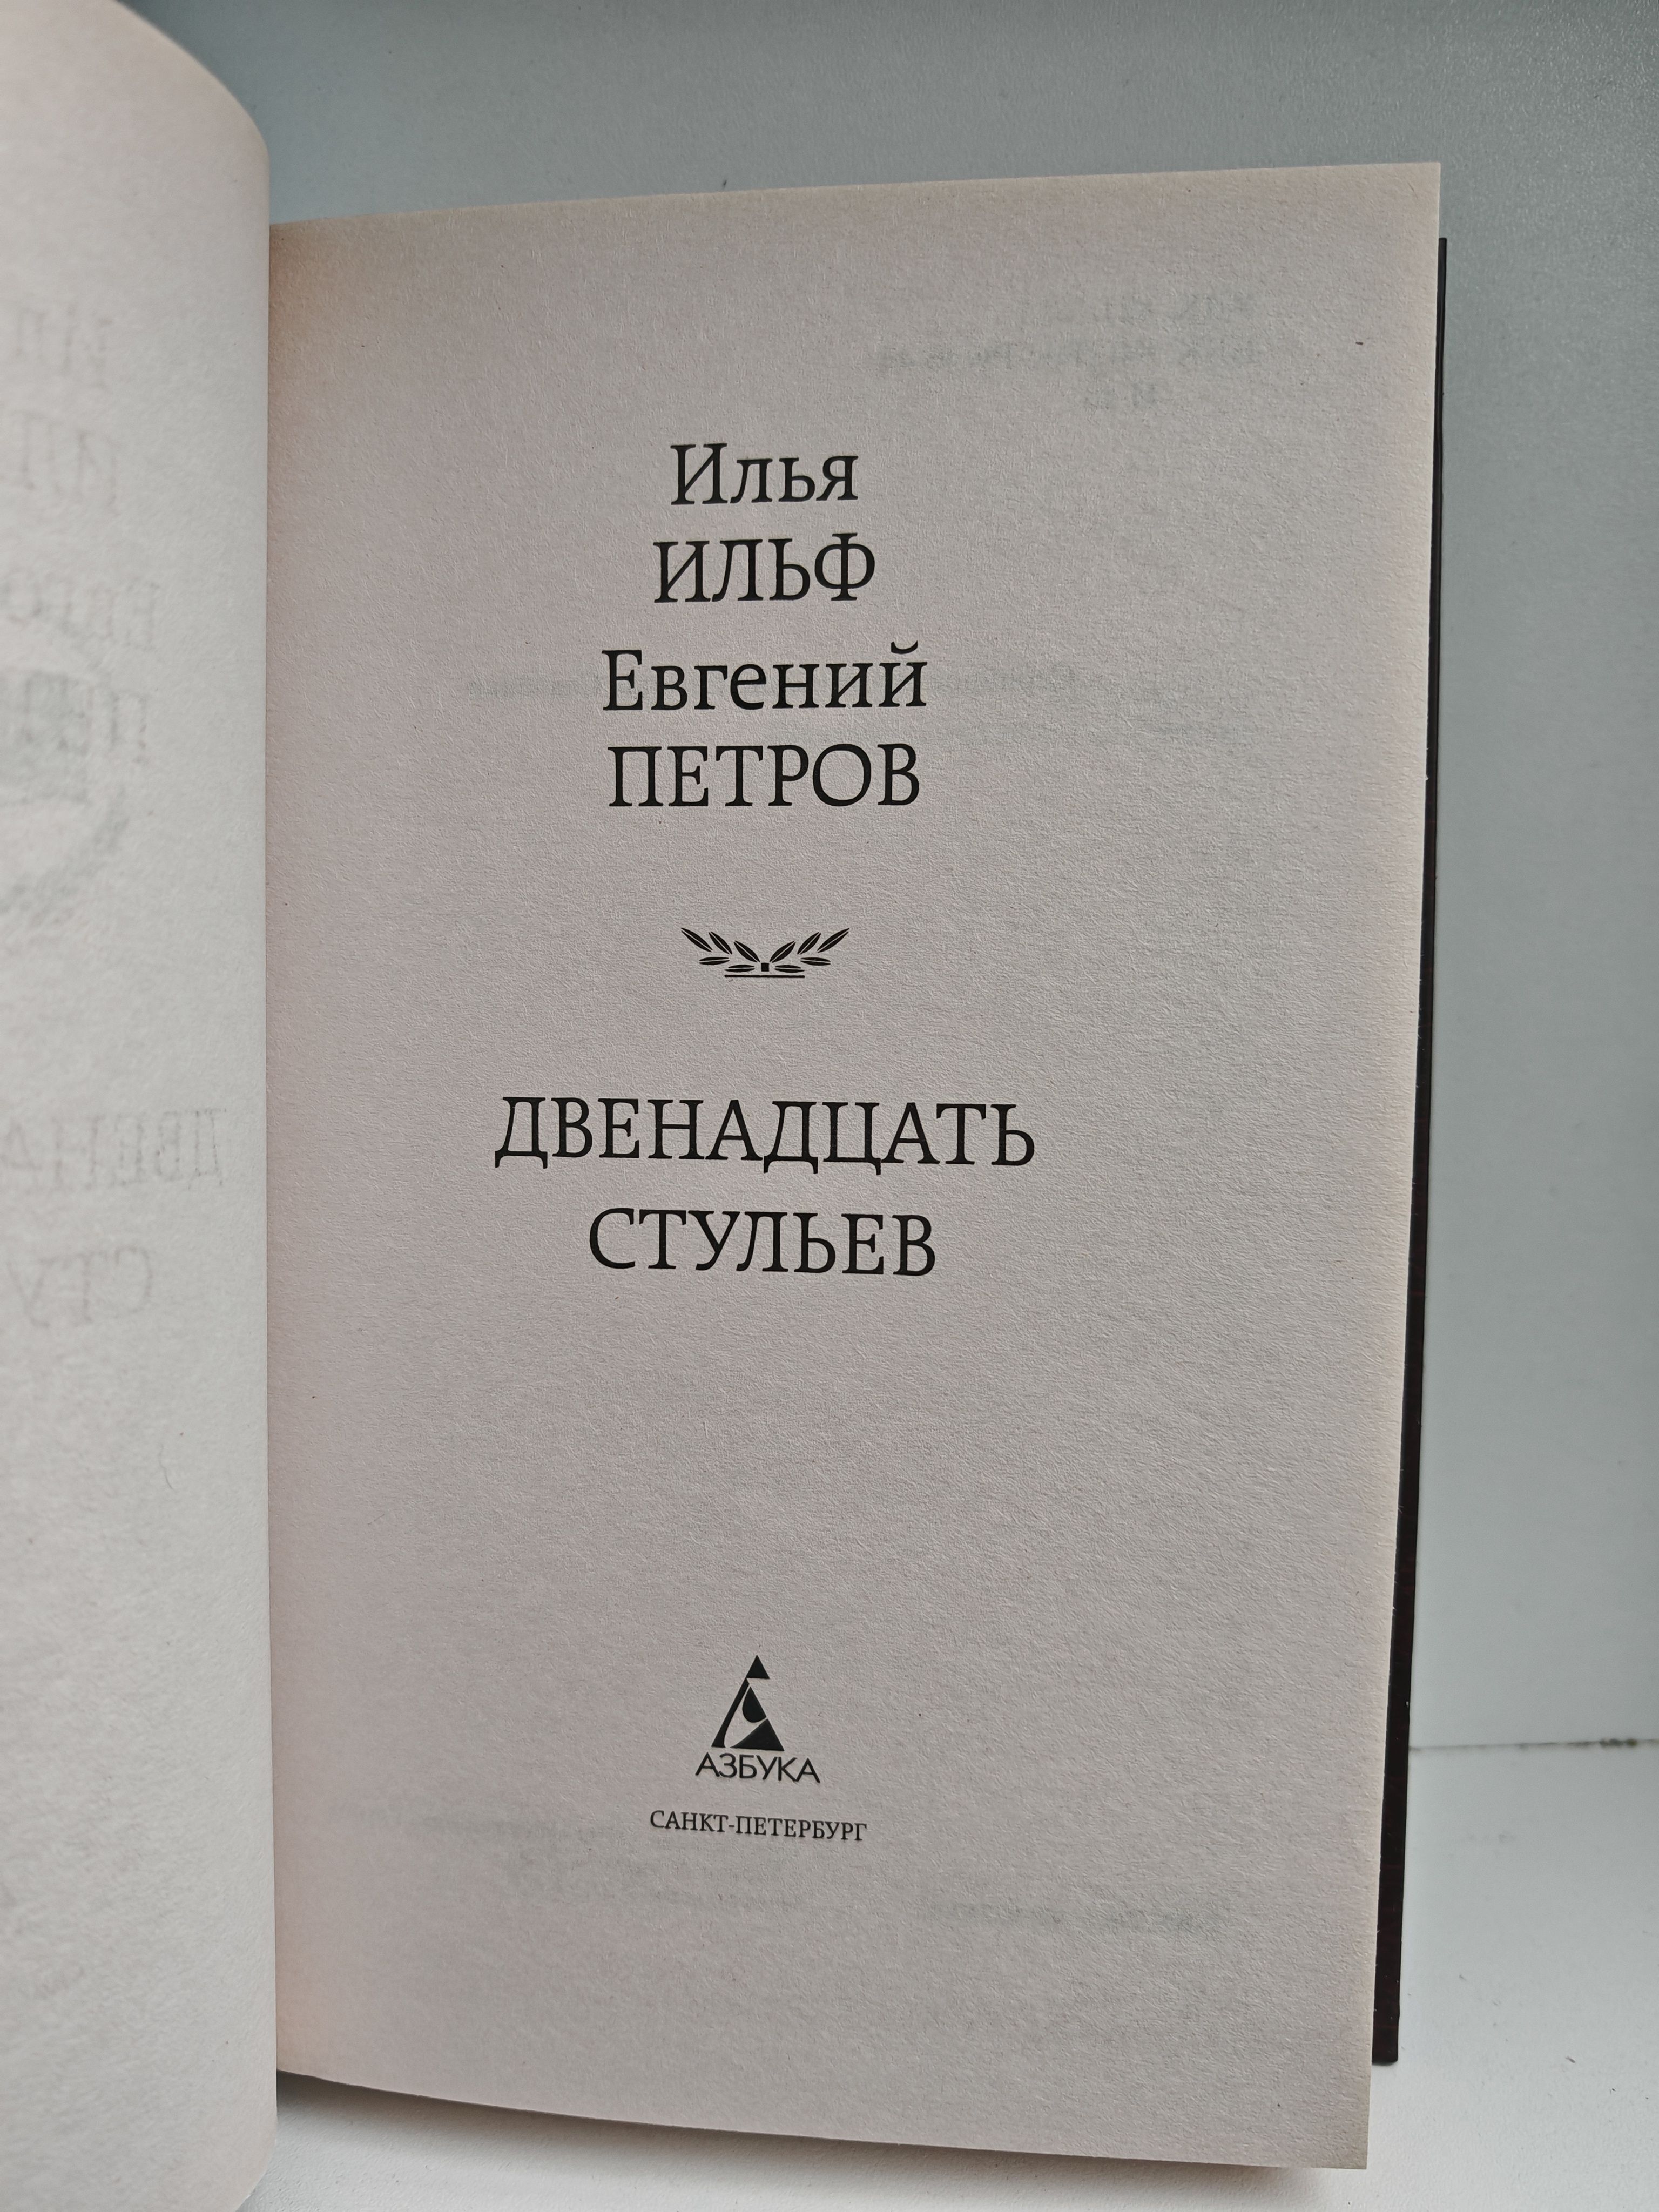 Илья
ИЛЬФ
Евгений
ПЕТРОВ
ДВЕНАДЦАТЬ
СТУЛЬЕВ
АЗБУКА
САНКТ-ПЕТЕРБУРГ